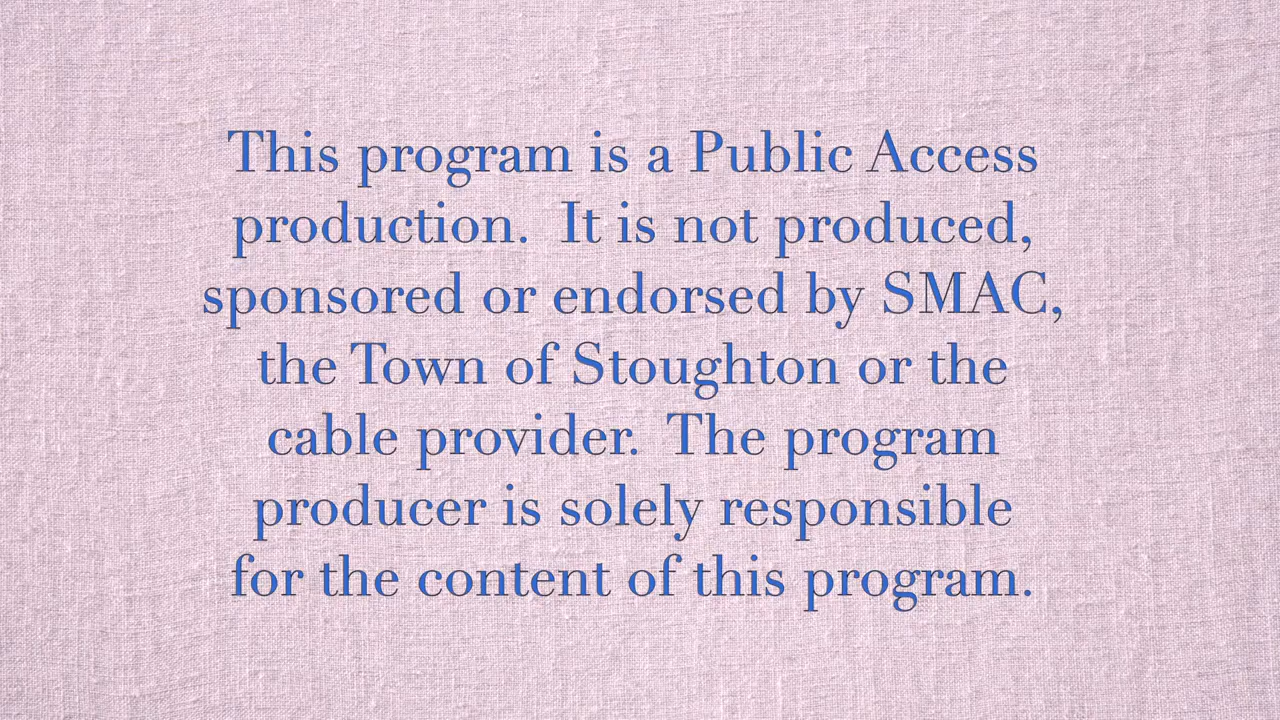 This program is a Public Access
production.  It is not produced,
sponsored or endorsed by SMAC,
the Town of Stoughton or the
cable provider.  The program
producer is solely responsible
for the content of this program.